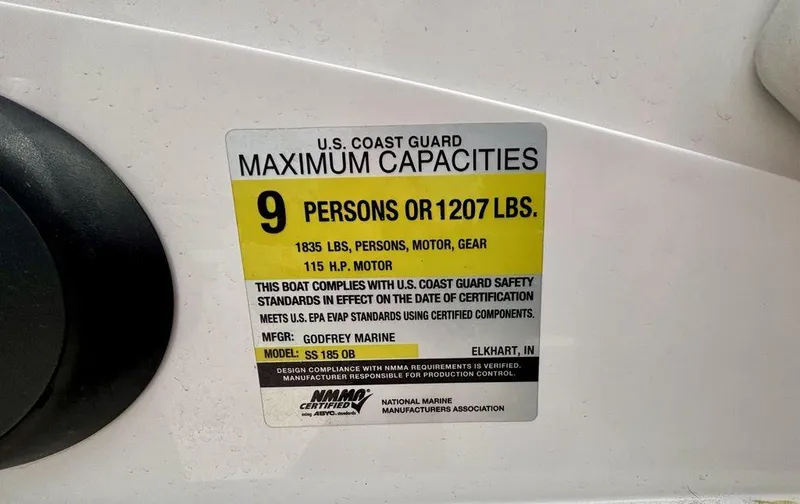 U.S. COAST GUARD
MAXIMUM CAPACITIES
9 PERSONS OR 1207 LBS.
1835 LBS, PERSONS, MOTOR, GEAR
115 H.P. MOTOR
THIS BOAT COMPLIES WITH U.S. COAST GUARD SAFETY
STANDARDS IN EFFECT ON THE DATE OF CERTIFICATION
MEETS U.S. EPA EVAP STANDARDS USING CERTIFIED COMPONENTS.
MFGR: GODFREY MARINE
MODEL: SS 185 OB ELKHART, IN
DESIGN COMPLIANCE WITH NMMA REQUIREMENTS IS VERIFIED.
MANUFACTURER RESPONSIBLE FOR PRODUCTION CONTROL.
NMMA®
CERTIFIED
using ABYC standards
NATIONAL MARINE
MANUFACTURERS ASSOCIATION